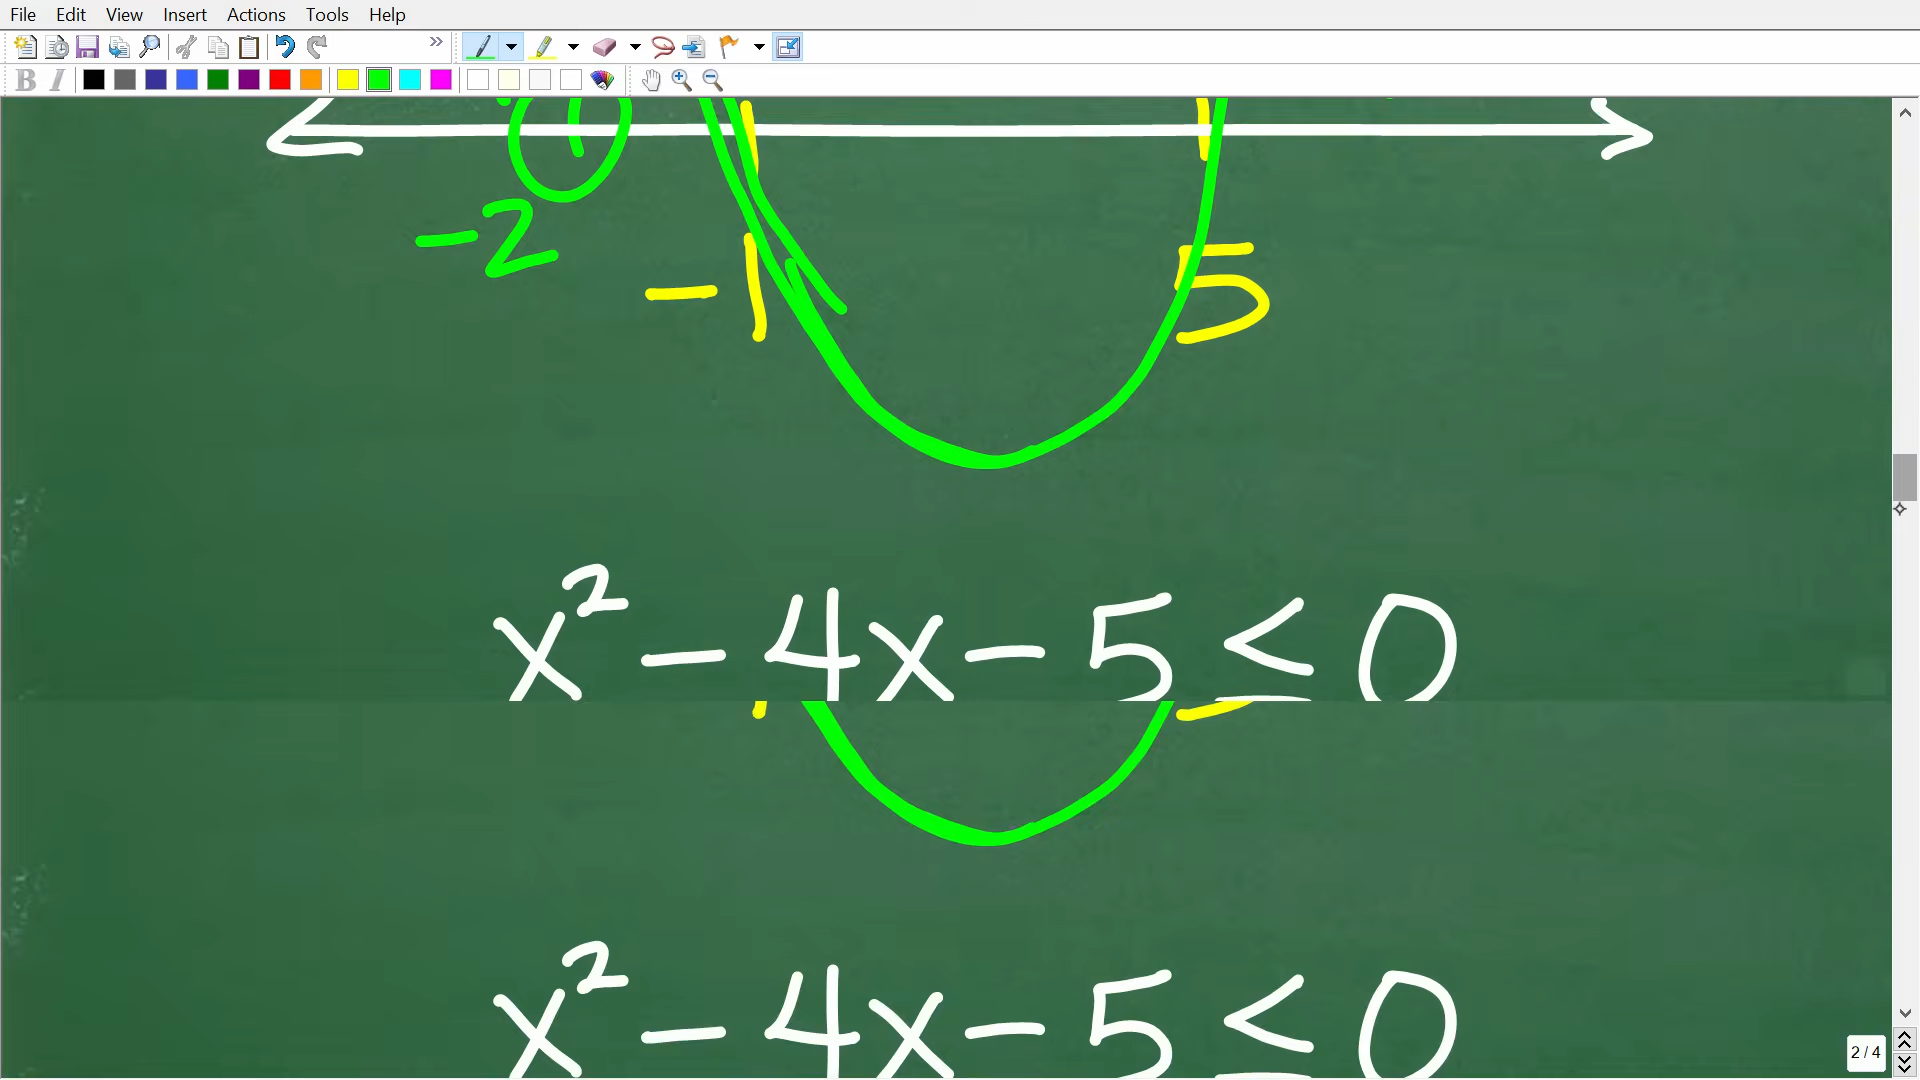 File Edit View Insert Actions Tools Help
B I
-2
-1 5
x² - 4x - 5 ≤ 0
x² - 4x - 5 ≤ 0
2 / 4